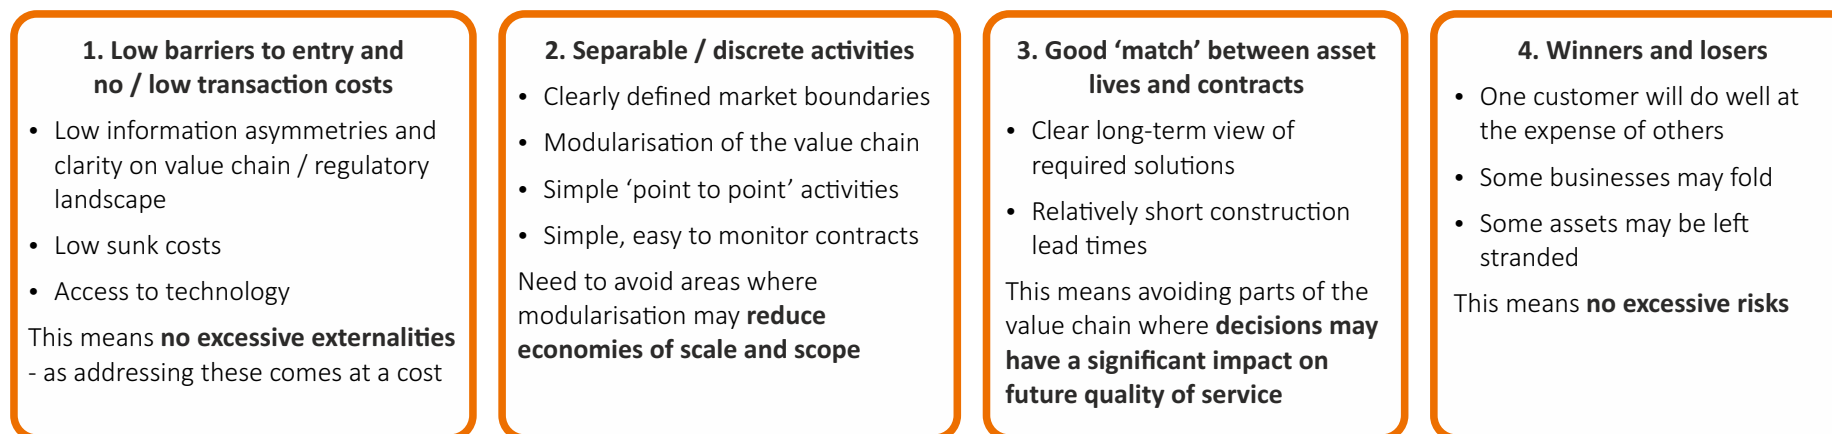 1. Low barriers to entry and
no / low transaction costs
• Low information asymmetries and
clarity on value chain / regulatory
landscape
• Low sunk costs
• Access to technology
This means no excessive externalities
- as addressing these comes at a cost
2. Separable / discrete activities
• Clearly defined market boundaries
• Modularisation of the value chain
• Simple ‘point to point’ activities
• Simple, easy to monitor contracts
Need to avoid areas where
modularisation may reduce
economies of scale and scope
3. Good ‘match’ between asset
lives and contracts
• Clear long-term view of
required solutions
• Relatively short construction
lead times
This means avoiding parts of the
value chain where decisions may
have a significant impact on
future quality of service
4. Winners and losers
• One customer will do well at
the expense of others
• Some businesses may fold
• Some assets may be left
stranded
This means no excessive risks